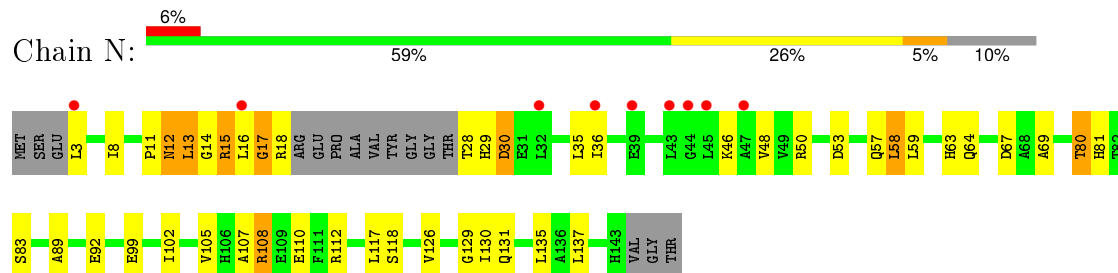 6%
Chain N:
59% 26% 5% 10%
MET SER GLU L3 I8 P11 N12 L13 G14 R15 L16 G17 R18 ARG GLU PRO ALA VAL TYR GLY GLY THR T28 H29 D30 E31 L32 L35 I36 E39 L43 G44 L45 K46 A47 V48 V49 R50 D53 Q57 L58 L59 H63 Q64 D67 A68 A69 T80 H81
S83 A89 E92 E99 I102 V105 H106 A107 R108 E109 E110 F111 R112 L117 S118 V126 G129 I130 Q131 L135 A136 L137 H143 VAL GLY THR